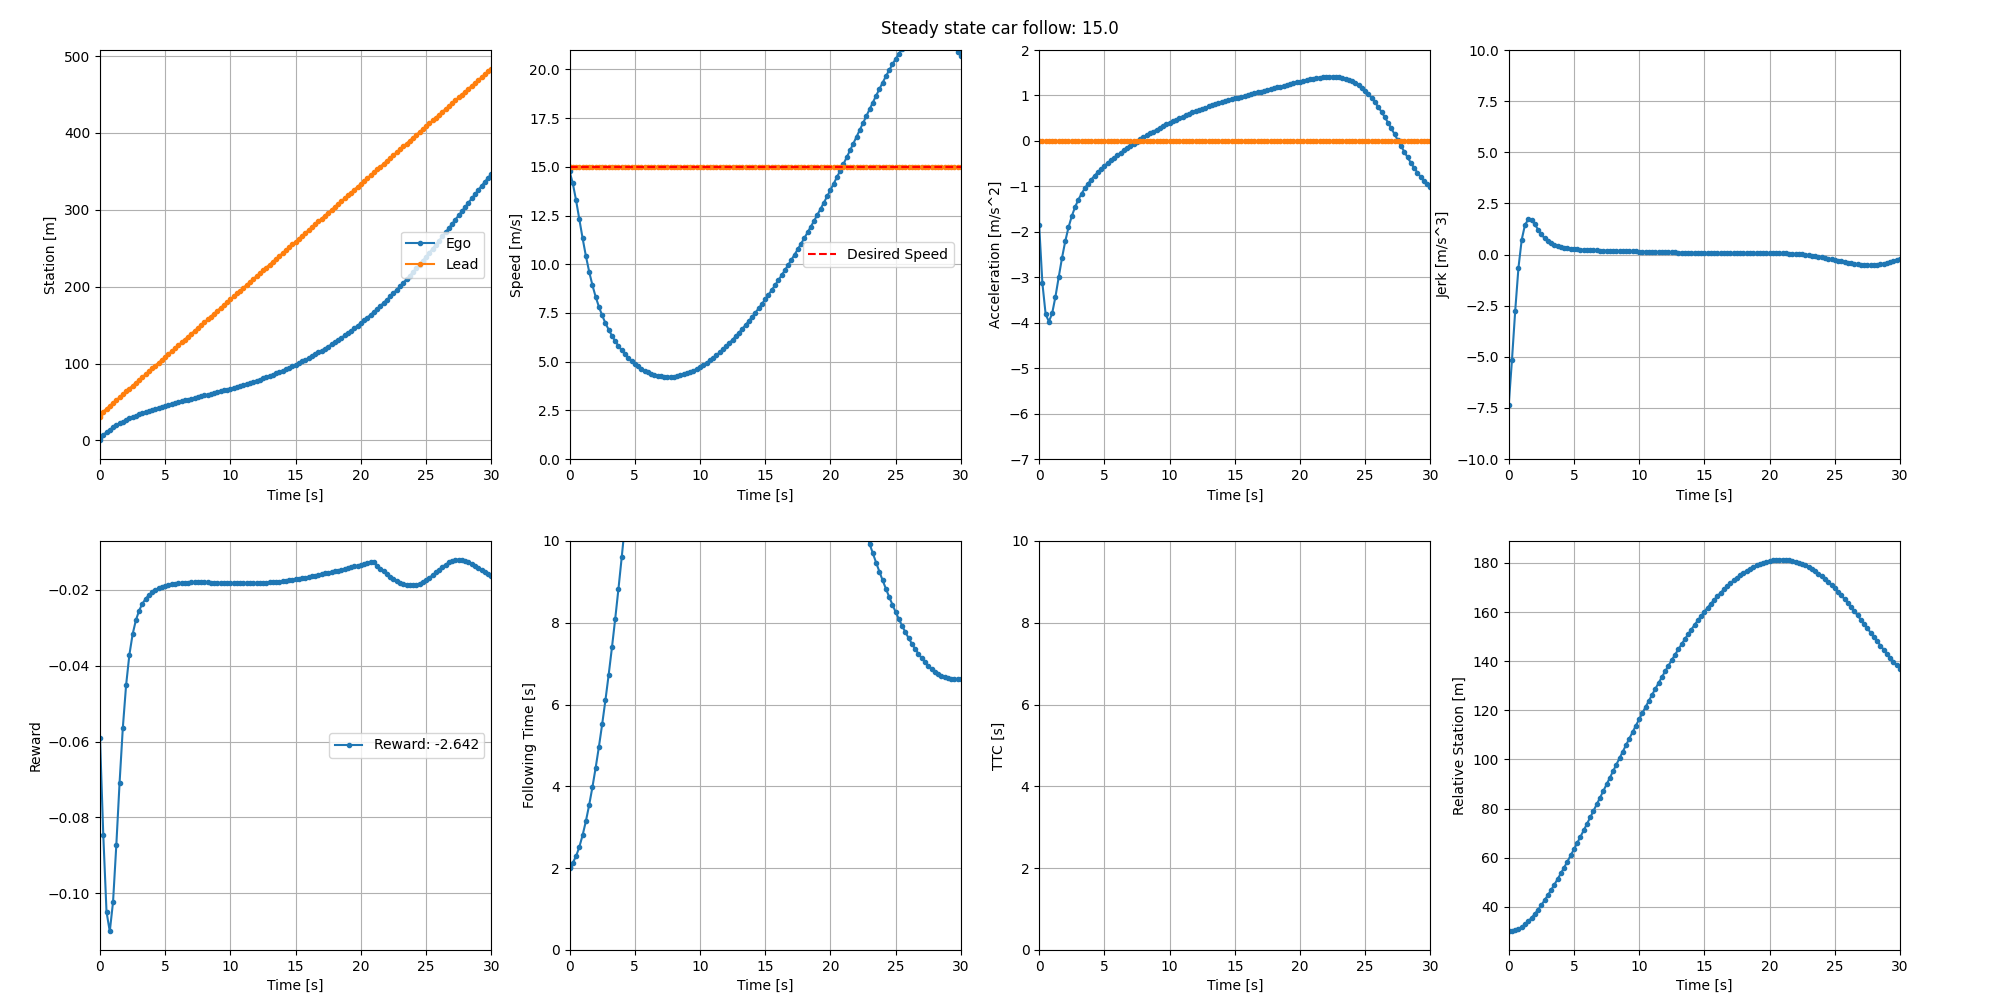 Steady state car follow: 15.0
500
400
300
200
100
0
Station [m]
Ego
Lead
0 5 10 15 20 25 30
Time [s]
20.0
17.5
15.0
12.5
10.0
7.5
5.0
2.5
0.0
Speed [m/s]
Desired Speed
0 5 10 15 20 25 30
Time [s]
2
1
0
−1
−2
−3
−4
−5
−6
−7
Acceleration [m/s^2]
0 5 10 15 20 25 30
Time [s]
10.0
7.5
5.0
2.5
0.0
−2.5
−5.0
−7.5
−10.0
Jerk [m/s^3]
0 5 10 15 20 25 30
Time [s]
−0.02
−0.04
−0.06
−0.08
−0.10
Reward
Reward: -2.642
0 5 10 15 20 25 30
Time [s]
10
8
6
4
2
0
Following Time [s]
0 5 10 15 20 25 30
Time [s]
10
8
6
4
2
0
TTC [s]
0 5 10 15 20 25 30
Time [s]
180
160
140
120
100
80
60
40
Relative Station [m]
0 5 10 15 20 25 30
Time [s]